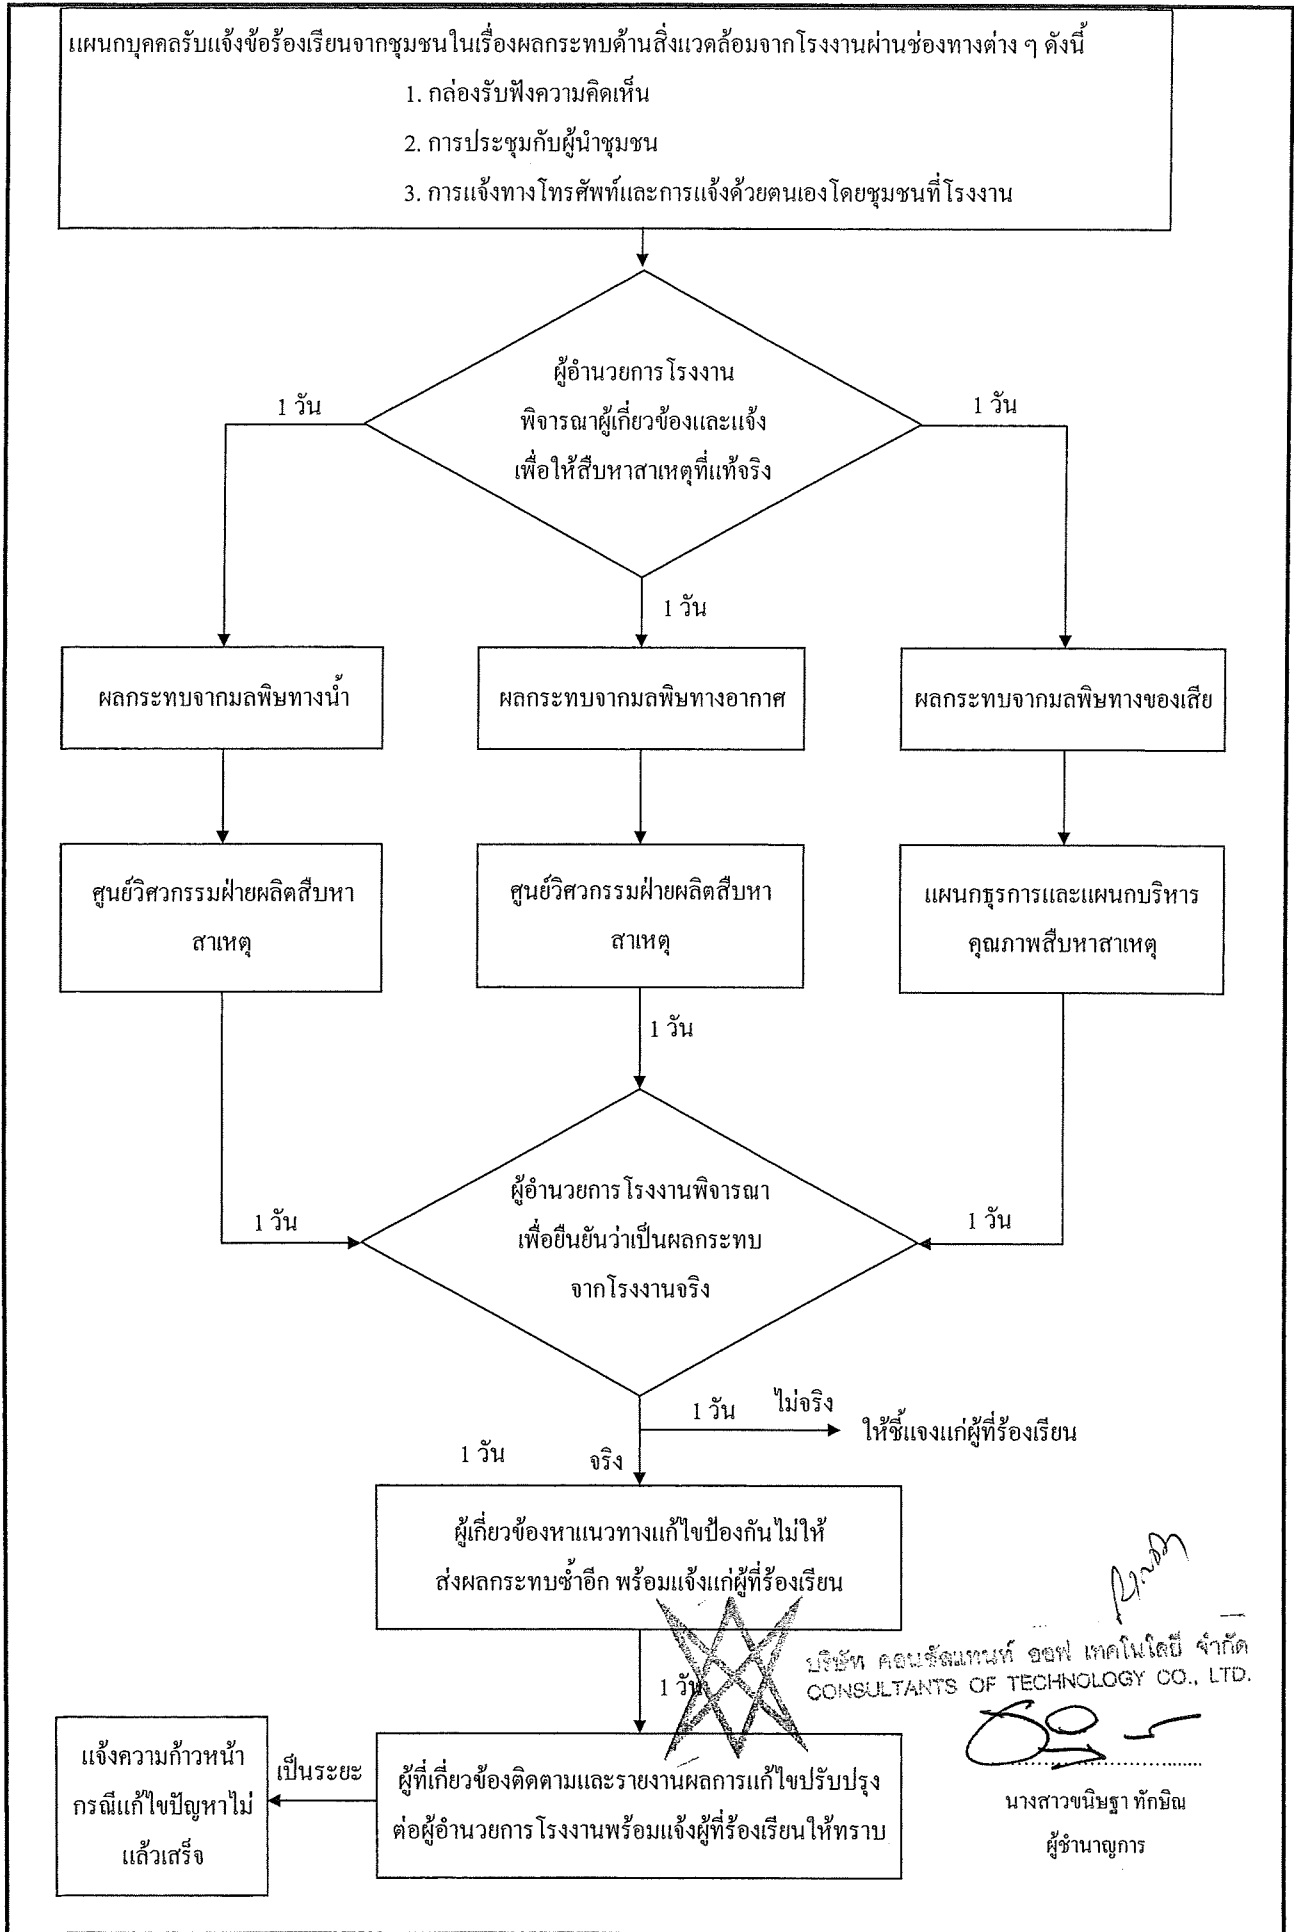 แผนกบุคคลรับแจ้งข้อร้องเรียนจากชุมชนในเรื่องผลกระทบด้านสิ่งแวดล้อมจากโรงงานผ่านช่องทางต่าง ๆ ดังนี้
1. กล่องรับฟังความคิดเห็น
2. การประชุมกับผู้นำชุมชน
3. การแจ้งทางโทรศัพท์และการแจ้งด้วยตนเองโดยชุมชนที่โรงงาน
ผู้อำนวยการโรงงาน
พิจารณาผู้เกี่ยวข้องและแจ้ง
เพื่อให้สืบหาสาเหตุที่แท้จริง
1 วัน
1 วัน
1 วัน
ผลกระทบจากมลพิษทางน้ำ
ผลกระทบจากมลพิษทางอากาศ
ผลกระทบจากมลพิษทางของเสีย
ศูนย์วิศวกรรมฝ่ายผลิตสืบหา
สาเหตุ
ศูนย์วิศวกรรมฝ่ายผลิตสืบหา
สาเหตุ
แผนกธุรการและแผนกบริหาร
คุณภาพสืบหาสาเหตุ
1 วัน
1 วัน
1 วัน
ผู้อำนวยการโรงงานพิจารณา
เพื่อยืนยันว่าเป็นผลกระทบ
จากโรงงานจริง
1 วัน ไม่จริง
ให้ชี้แจงแก่ผู้ที่ร้องเรียน
1 วัน จริง
ผู้เกี่ยวข้องหาแนวทางแก้ไขป้องกันไม่ให้
ส่งผลกระทบซ้ำอีก พร้อมแจ้งแก่ผู้ที่ร้องเรียน
1 วัน
ผู้ที่เกี่ยวข้องติดตามและรายงานผลการแก้ไขปรับปรุง
ต่อผู้อำนวยการโรงงานพร้อมแจ้งผู้ที่ร้องเรียนให้ทราบ
เป็นระยะ
แจ้งความก้าวหน้า
กรณีแก้ไขปัญหาไม่
แล้วเสร็จ
บริษัท คอนซัลแทนท์ ออฟ เทคโนโลยี จำกัด
CONSULTANTS OF TECHNOLOGY CO., LTD.
นางสาวขนิษฐา ทักษิณ
ผู้ชำนาญการ